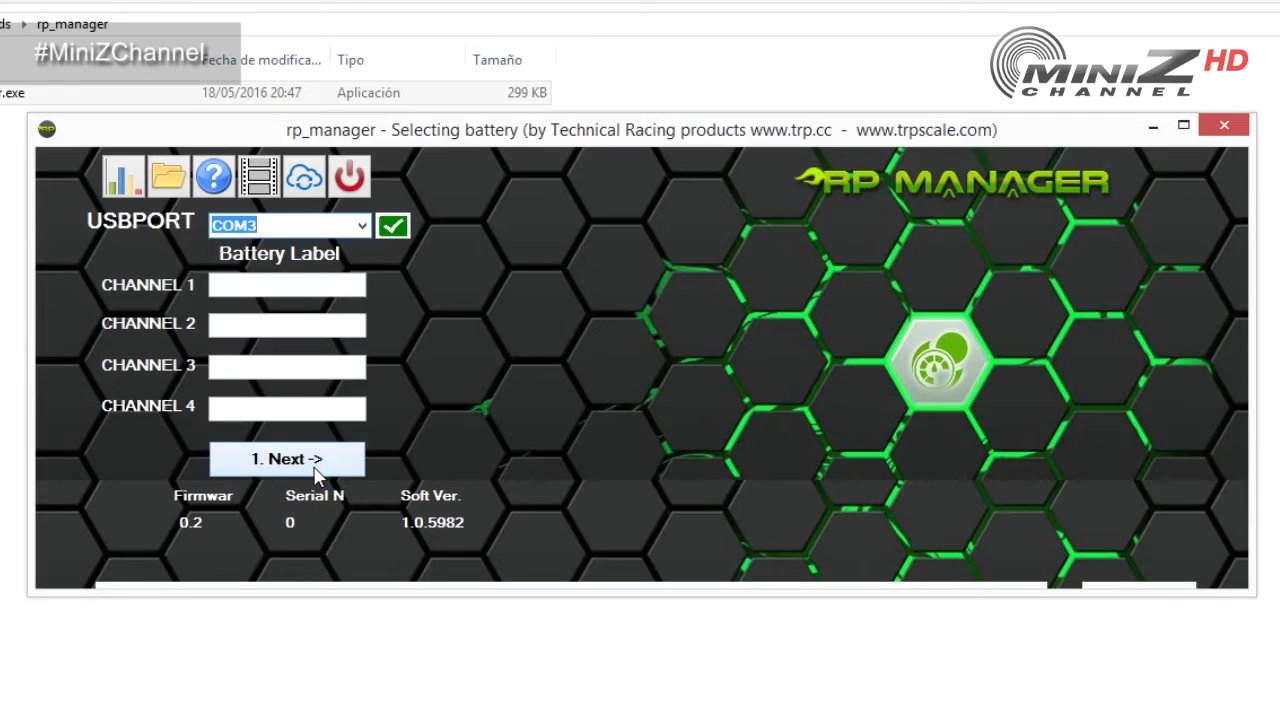 ds ▸ rp_manager
#MiniZChannel
Fecha de modifica... Tipo Tamaño
r.exe 18/05/2016 20:47 Aplicación 299 KB
MINIZ HD
CHANNEL
TRP rp_manager - Selecting battery (by Technical Racing products www.trp.cc - www.trpscale.com)
RP MANAGER
USBPORT COM3
Battery Label
CHANNEL 1
CHANNEL 2
CHANNEL 3
CHANNEL 4
1. Next ->
Firmwar Serial N Soft Ver.
0.2 0 1.0.5982